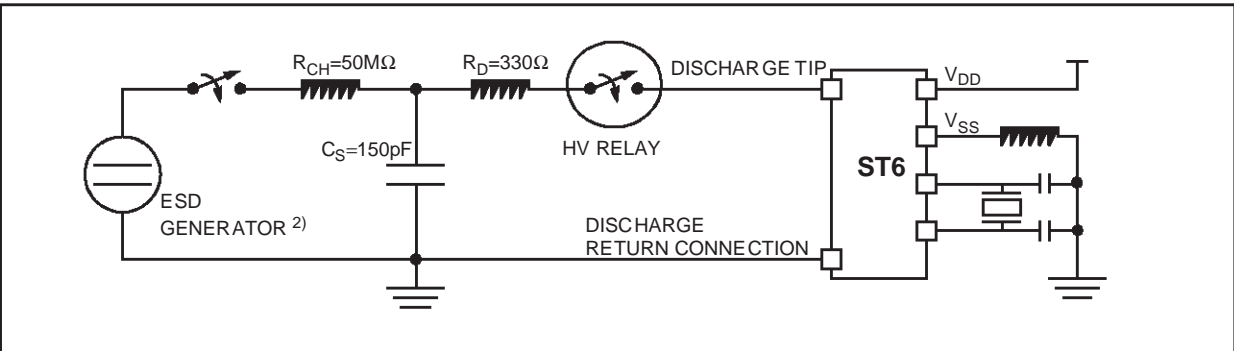 R_CH=50MΩ
R_D=330Ω
DISCHARGE TIP
V_DD
V_SS
C_S=150pF
HV RELAY
ST6
ESD
GENERATOR 2)
DISCHARGE
RETURN CONNECTION